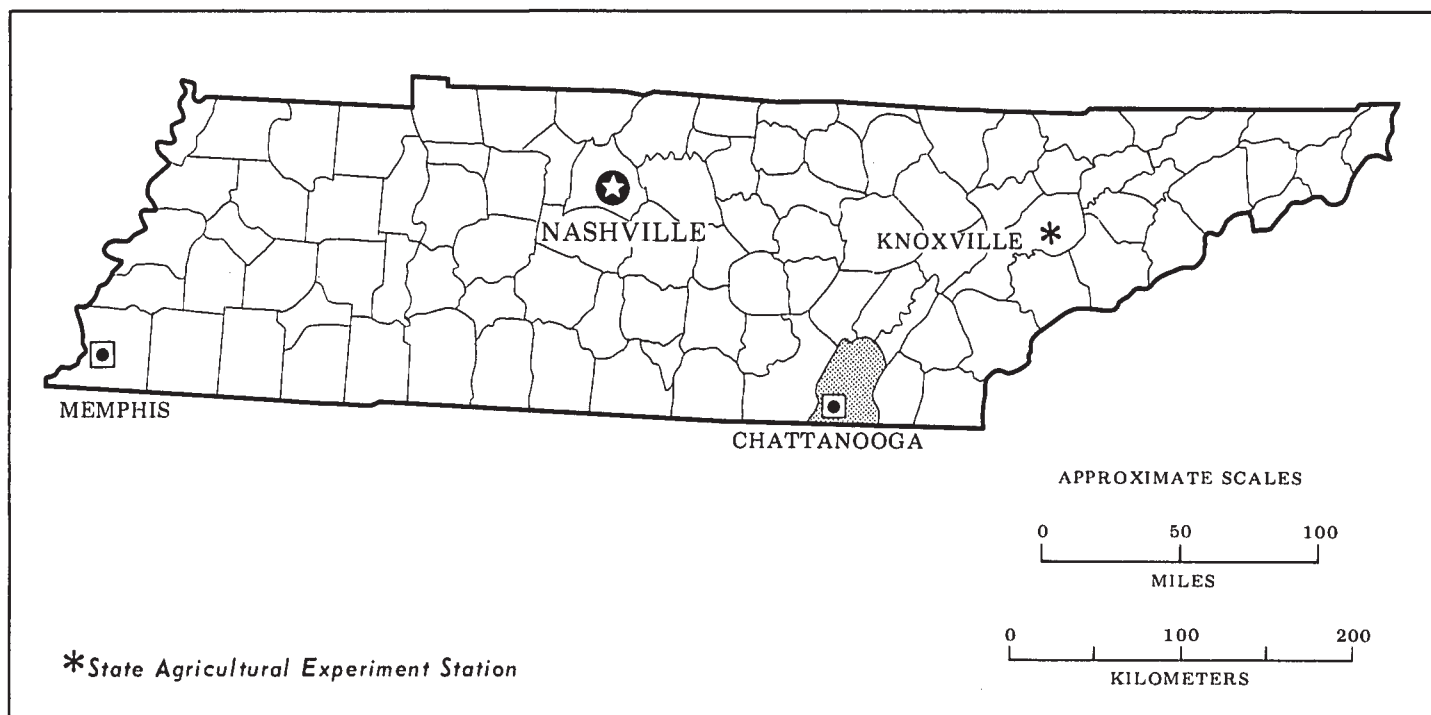 NASHVILLE
KNOXVILLE *
MEMPHIS
CHATTANOOGA
APPROXIMATE SCALES
0 50 100
MILES
0 100 200
KILOMETERS
*State Agricultural Experiment Station